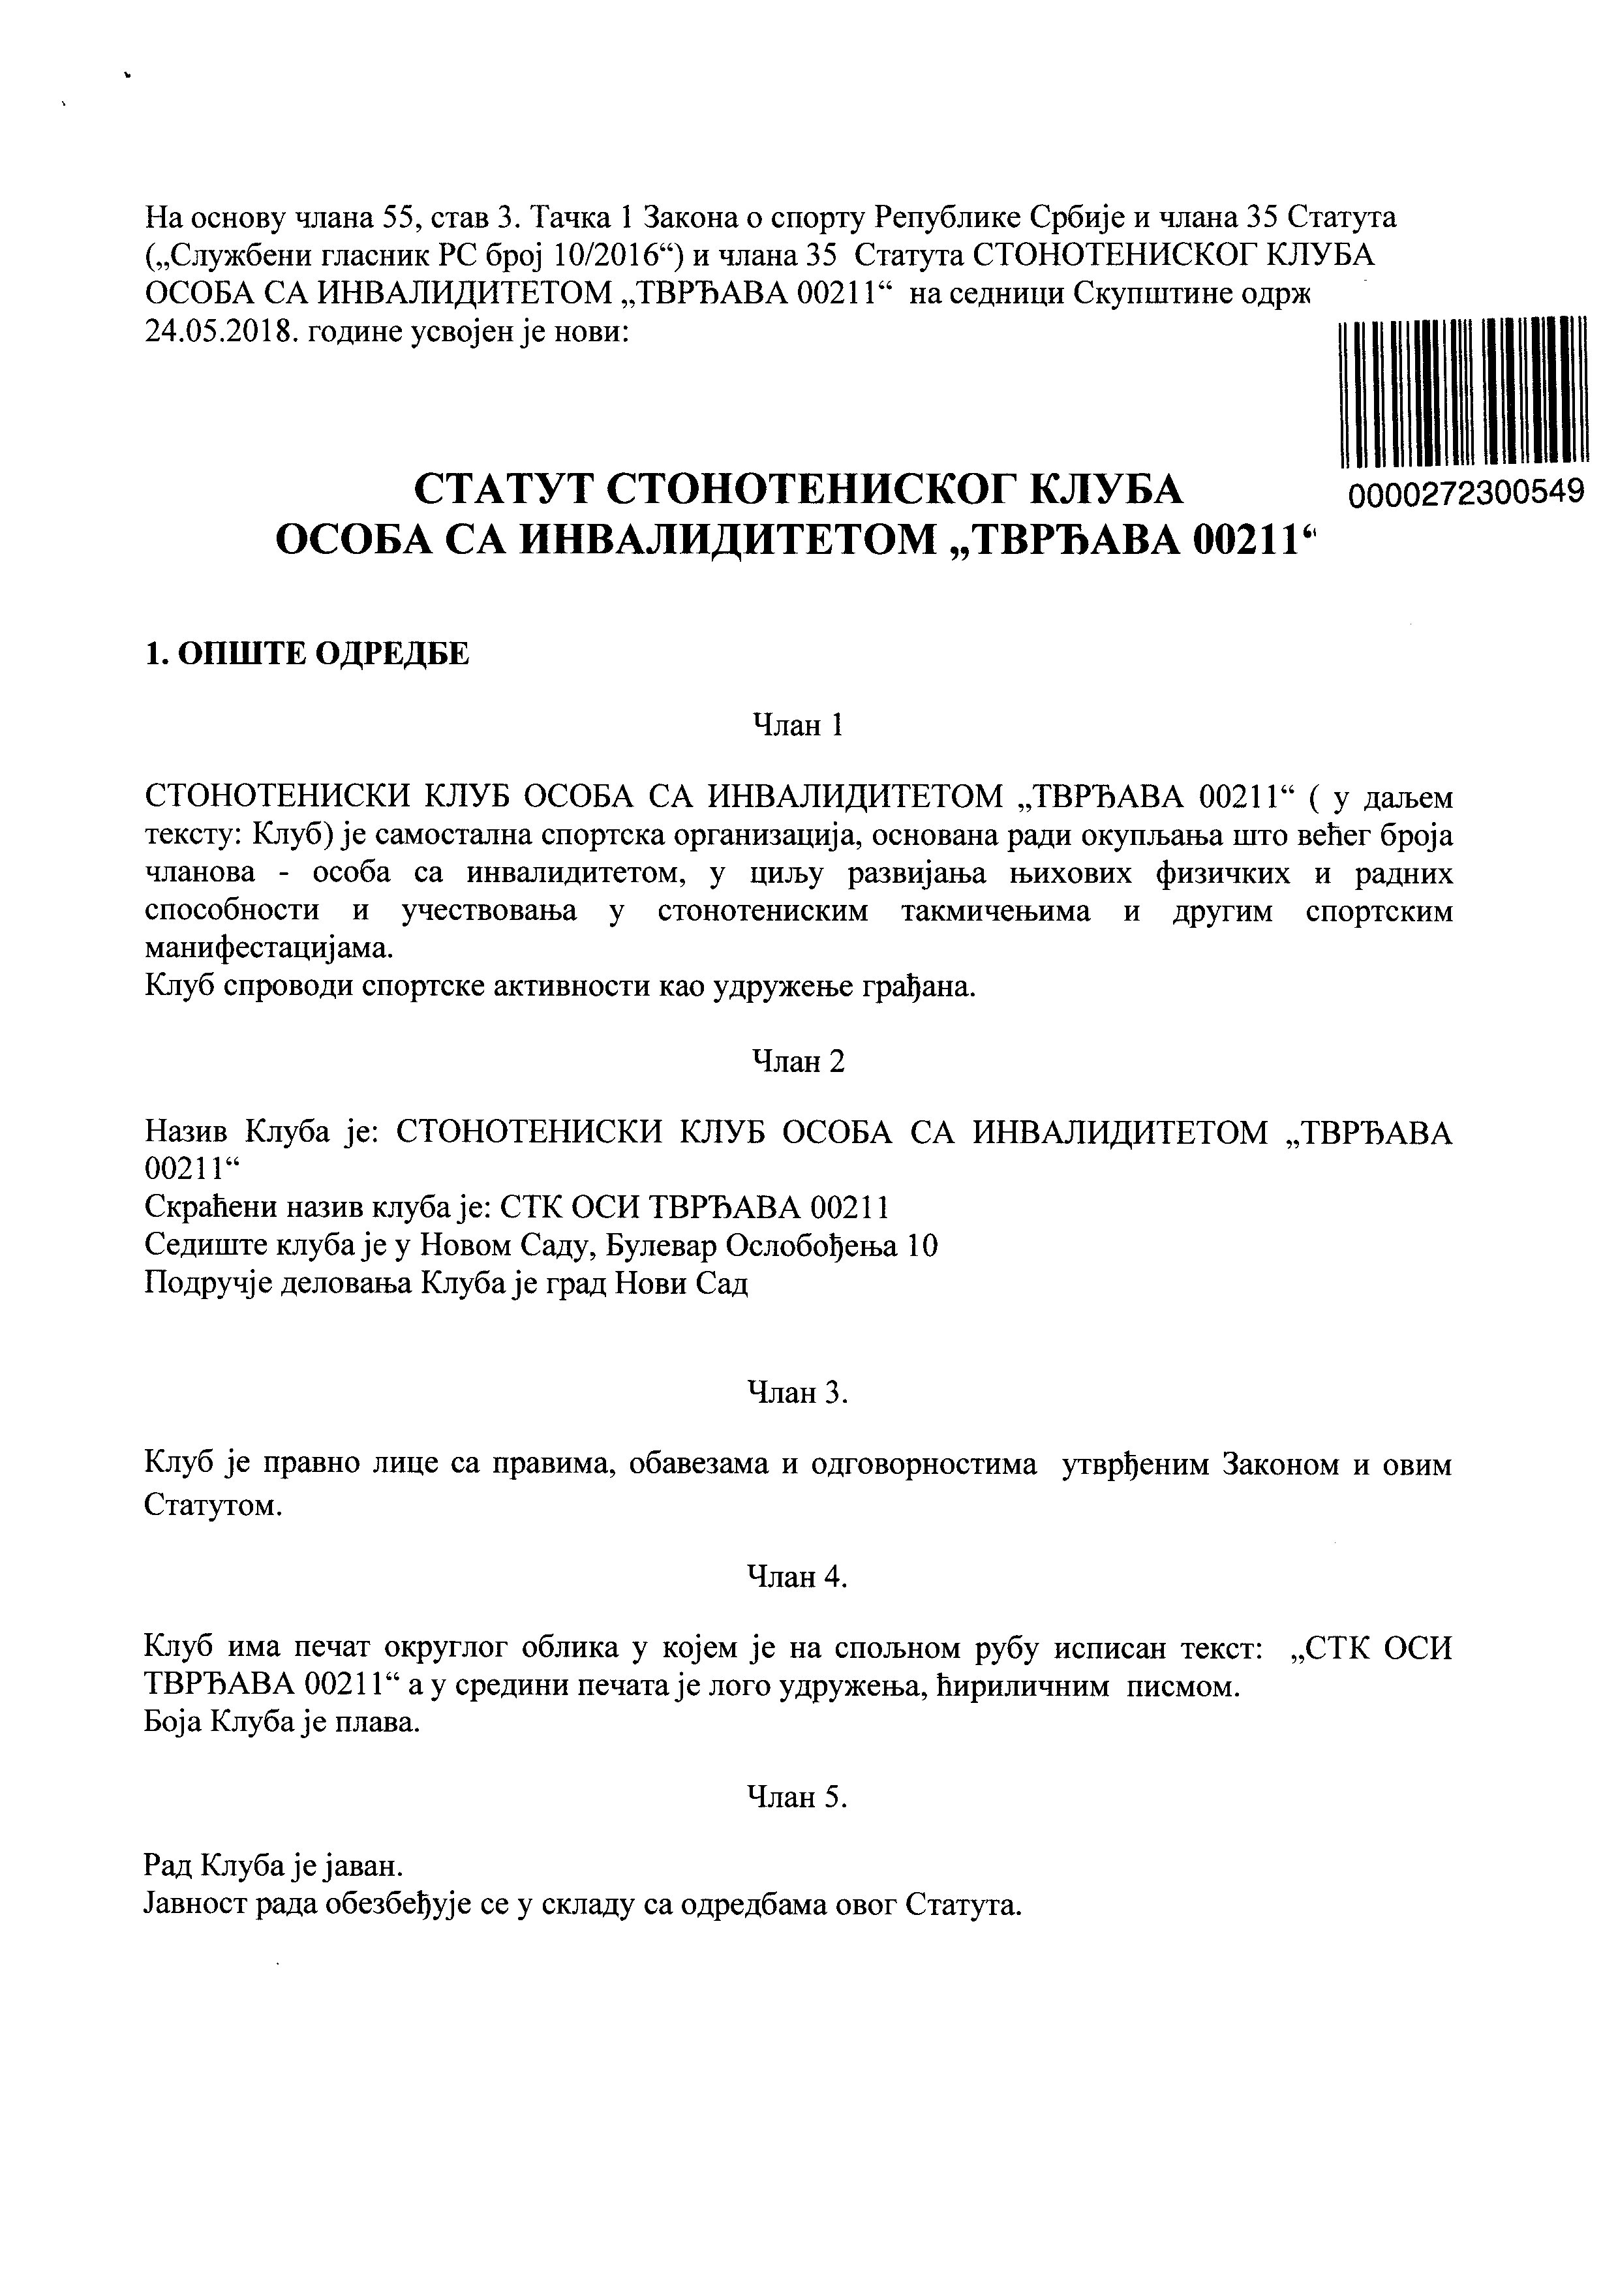 На основу члана 55, став 3. Тачка 1 Закона о спорту Републике Србије и члана 35 Статута
(„Службени гласник РС број 10/2016“) и члана 35 Статута СТОНОТЕНИСКОГ КЛУБА
ОСОБА СА ИНВАЛИДИТЕТОМ „ТВРЂАВА 00211“ на седници Скупштине одрж
24.05.2018. године усвојен је нови:
0000272300549
СТАТУТ СТОНОТЕНИСКОГ КЛУБА
ОСОБА СА ИНВАЛИДИТЕТОМ „ТВРЂАВА 00211“
1. ОПШТЕ ОДРЕДБЕ
Члан 1
СТОНОТЕНИСКИ КЛУБ ОСОБА СА ИНВАЛИДИТЕТОМ „ТВРЂАВА 00211“ ( у даљем
тексту: Клуб) је самостална спортска организација, основана ради окупљања што већег броја
чланова - особа са инвалидитетом, у циљу развијања њихових физичких и радних
способности и учествовања у стонотениским такмичењима и другим спортским
манифестацијама.
Клуб спроводи спортске активности као удружење грађана.
Члан 2
Назив Клуба је: СТОНОТЕНИСКИ КЛУБ ОСОБА СА ИНВАЛИДИТЕТОМ „ТВРЂАВА
00211“
Скраћени назив клуба је: СТК ОСИ ТВРЂАВА 00211
Седиште клуба је у Новом Саду, Булевар Ослобођења 10
Подручје деловања Клуба је град Нови Сад
Члан 3.
Клуб је правно лице са правима, обавезама и одговорностима утврђеним Законом и овим
Статутом.
Члан 4.
Клуб има печат округлог облика у којем је на спољном рубу исписан текст: „СТК ОСИ
ТВРЂАВА 00211“ а у средини печата је лого удружења, ћириличним писмом.
Боја Клуба је плава.
Члан 5.
Рад Клуба је јаван.
Јавност рада обезбеђује се у складу са одредбама овог Статута.